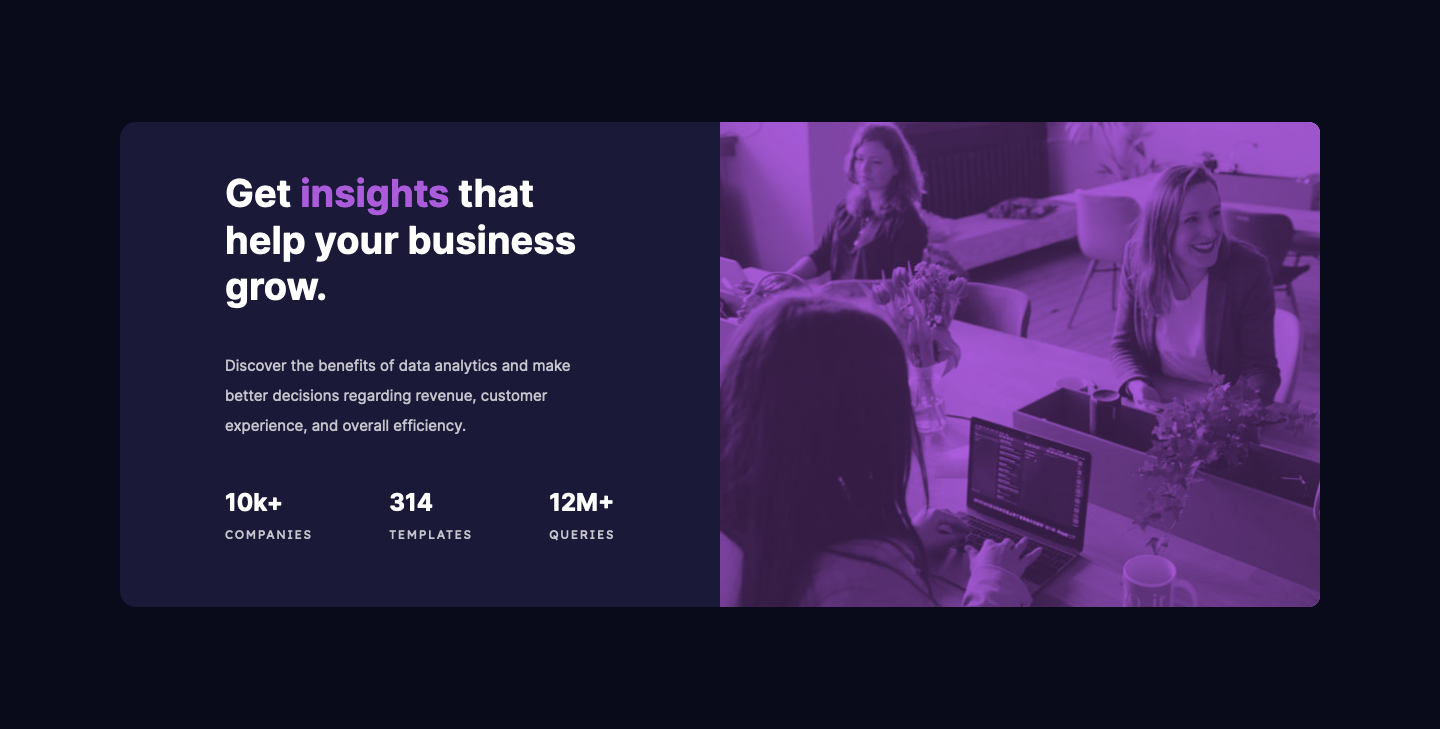 Get insights that
help your business
grow.
Discover the benefits of data analytics and make
better decisions regarding revenue, customer
experience, and overall efficiency.
10k+ 314 12M+
COMPANIES TEMPLATES QUERIES